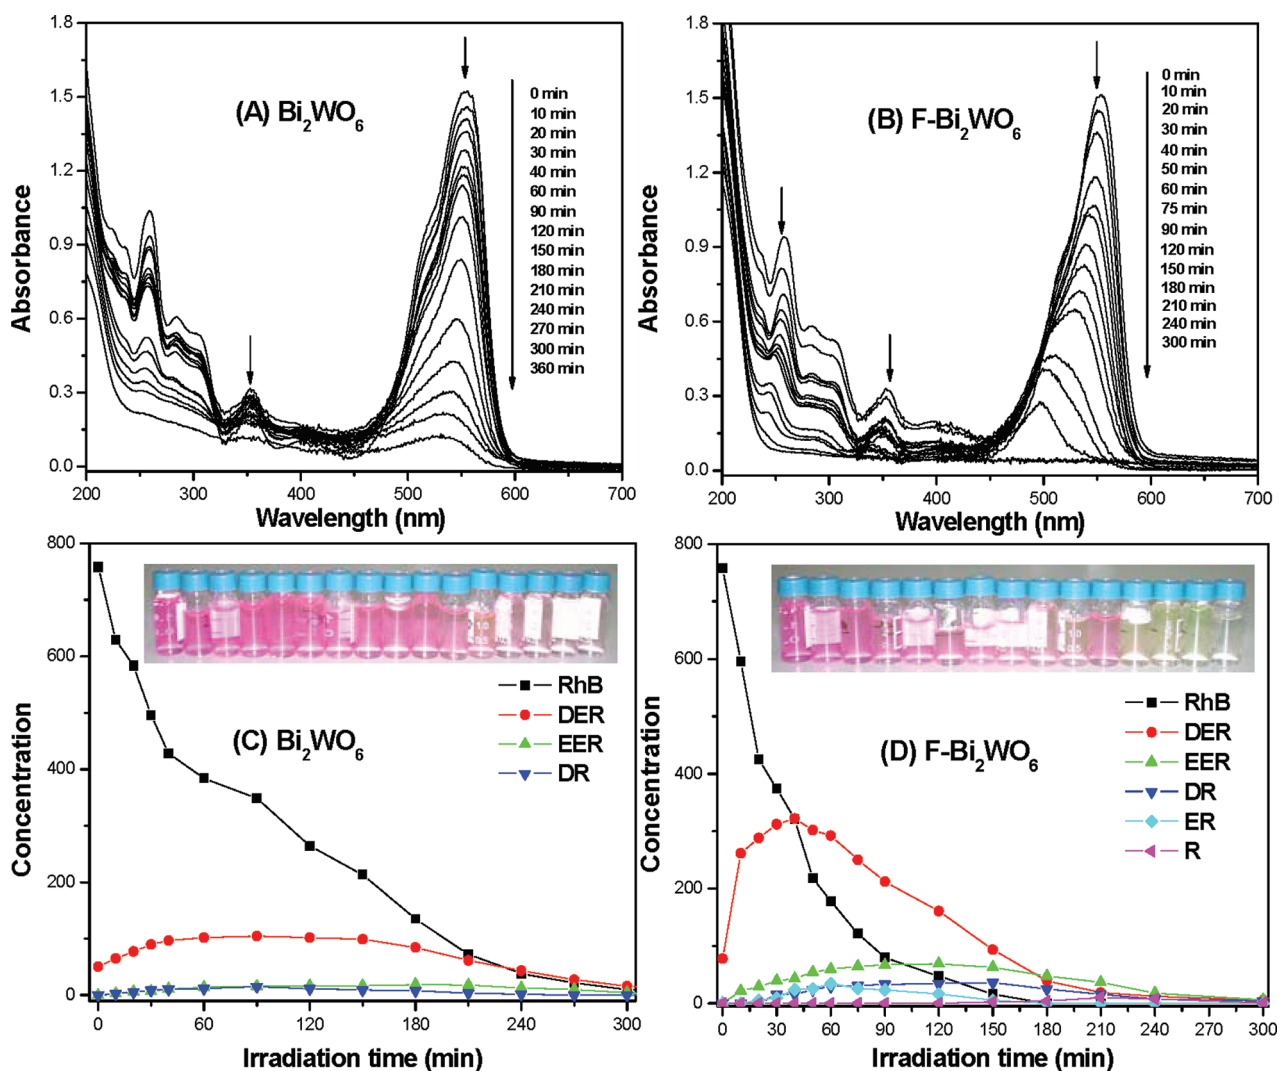 1.8
1.5
1.2
0.9
0.6
0.3
0.0
Absorbance
(A) Bi2WO6
0 min
10 min
20 min
30 min
40 min
60 min
90 min
120 min
150 min
180 min
210 min
240 min
270 min
300 min
360 min
200 300 400 500 600 700
Wavelength (nm)
1.8
1.5
1.2
0.9
0.6
0.3
0.0
Absorbance
(B) F-Bi2WO6
0 min
10 min
20 min
30 min
40 min
50 min
60 min
75 min
90 min
120 min
150 min
180 min
210 min
240 min
300 min
200 300 400 500 600 700
Wavelength (nm)
800
600
400
200
0
Concentration
(C) Bi2WO6
RhB
DER
EER
DR
0 60 120 180 240 300
Irradiation time (min)
800
600
400
200
0
Concentration
(D) F-Bi2WO6
RhB
DER
EER
DR
ER
R
0 30 60 90 120 150 180 210 240 270 300
Irradiation time (min)